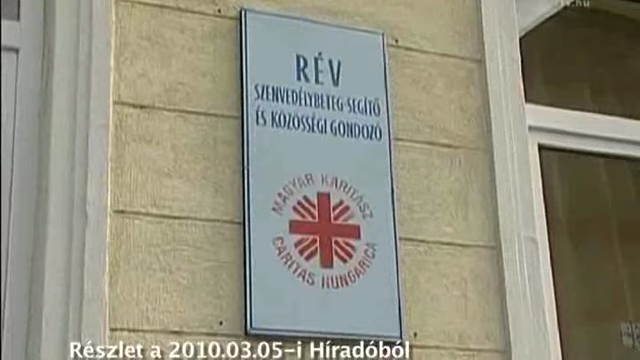 RÉV
SZENVEDÉLYBETEG-SEGÍTŐ
ÉS KÖZÖSSÉGI GONDOZÓ
MAGYAR KARITÁSZ
CARITAS HUNGARICA
Részlet a 2010.03.05-i Híradóból